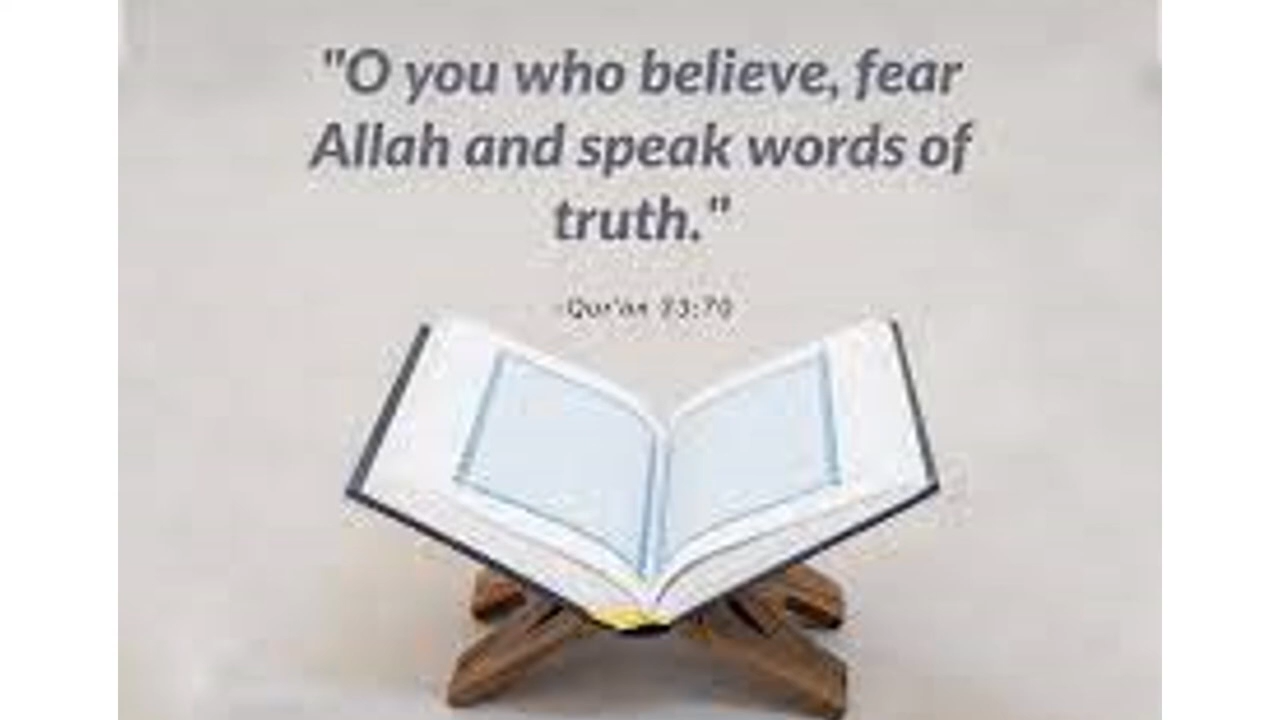 "O you who believe, fear
Allah and speak words of
truth."
-Qur'an 33:70